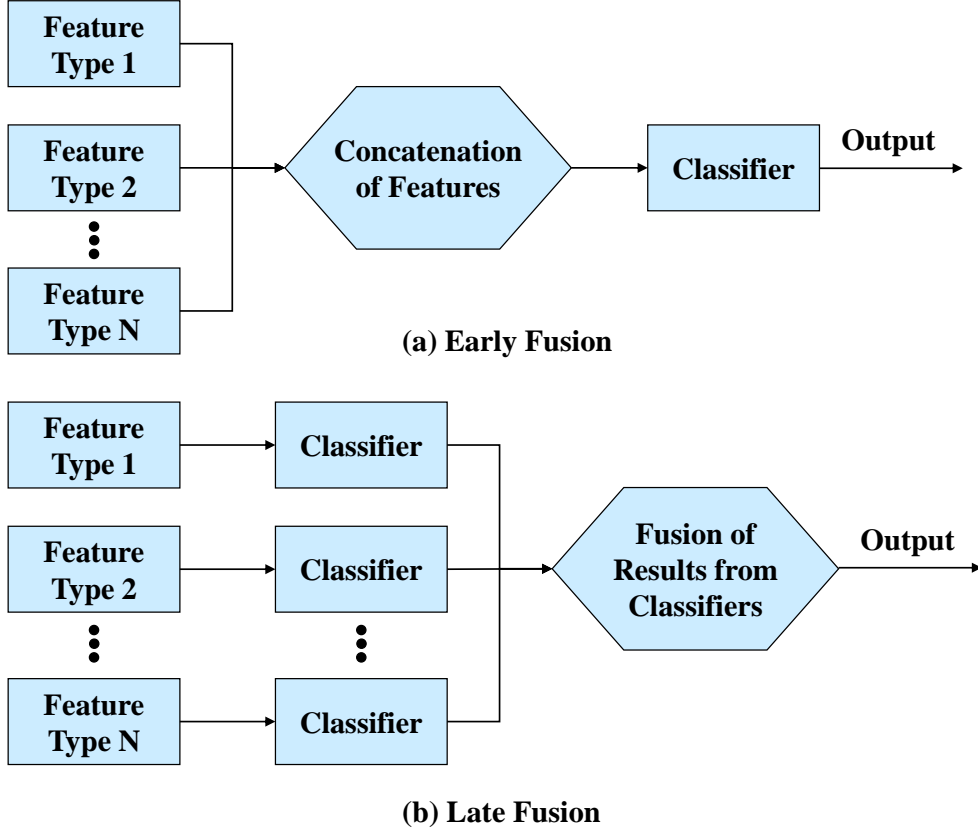 Feature
Type 1
Feature
Type 2
Feature
Type N
Concatenation
of Features
Classifier
Output
(a) Early Fusion
Feature
Type 1
Classifier
Feature
Type 2
Classifier
Feature
Type N
Classifier
Fusion of
Results from
Classifiers
Output
(b) Late Fusion